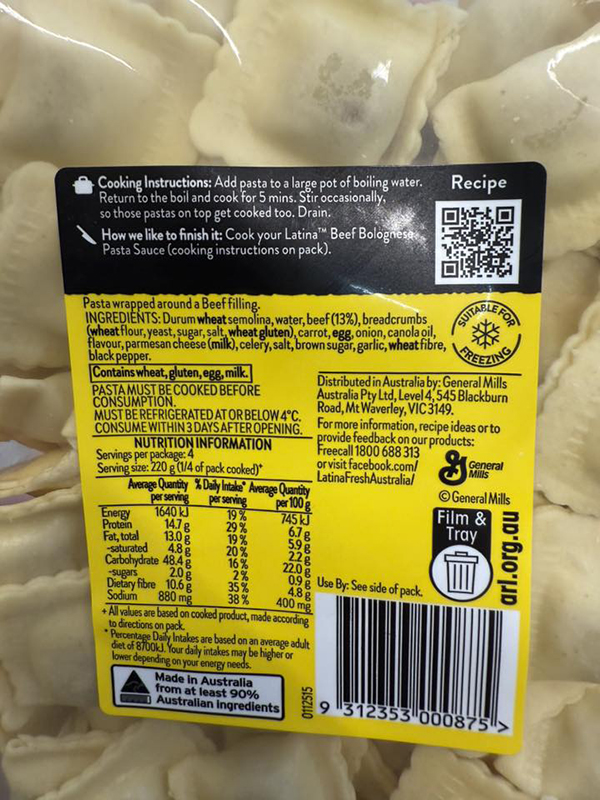 Cooking Instructions: Add pasta to a large pot of boiling water.
Return to the boil and cook for 5 mins. Stir occasionally,
so those pastas on top get cooked too. Drain.
How we like to finish it: Cook your Latina™ Beef Bolognese
Pasta Sauce (cooking instructions on pack).
Recipe
Pasta wrapped around a Beef filling.
INGREDIENTS: Durum wheat semolina, water, beef (13%), breadcrumbs
(wheat flour, yeast, sugar, salt, wheat gluten), carrot, egg, onion, canola oil,
flavour, parmesan cheese (milk), celery, salt, brown sugar, garlic, wheat fibre,
black pepper.
SUITABLE FOR
FREEZING
Contains wheat, gluten, egg, milk.
PASTA MUST BE COOKED BEFORE
CONSUMPTION.
MUST BE REFRIGERATED AT OR BELOW 4°C.
CONSUME WITHIN 3 DAYS AFTER OPENING.
NUTRITION INFORMATION
Servings per package: 4
Serving size: 220 g (1/4 of pack cooked)+
Average Quantity % Daily Intake* Average Quantity
per serving per serving per 100 g
Energy 1640 kJ 19% 745 kJ
Protein 14.7 g 29% 6.7 g
Fat, total 13.0 g 19% 5.9 g
-saturated 4.8 g 20% 2.2 g
Carbohydrate 48.4 g 16% 22.0 g
-sugars 2.0 g 2% 0.9 g
Dietary fibre 10.6 g 35% 4.8 g
Sodium 880 mg 38% 400 mg
+ All values are based on cooked product, made according
to directions on pack.
* Percentage Daily Intakes are based on an average adult
diet of 8700kJ. Your daily intakes may be higher or
lower depending on your energy needs.
Made in Australia
from at least 90%
Australian ingredients
0112515
Distributed in Australia by: General Mills
Australia Pty Ltd, Level 4, 545 Blackburn
Road, Mt Waverley, VIC 3149.
For more information, recipe ideas or to
provide feedback on our products:
Freecall 1800 688 313
or visit facebook.com/
LatinaFreshAustralia/
General
Mills
© General Mills
Film &
Tray
arl.org.au
Use By: See side of pack.
9 312353 000875 >